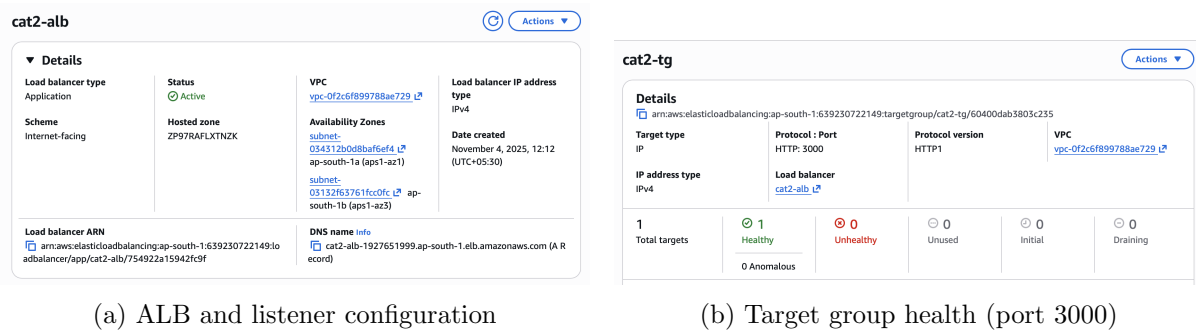 cat2-alb
Actions
Details
Load balancer type
Application
Status
Active
VPC
vpc-0f2c6f899788ae729
Load balancer IP address
type
IPv4
Scheme
Internet-facing
Hosted zone
ZP97RAFLXTNZK
Availability Zones
subnet-
034312b0d8baf6ef4
ap-south-1a (aps1-az1)
subnet-
03132f63761fcc0fc ap-
south-1b (aps1-az3)
Date created
November 4, 2025, 12:12
(UTC+05:30)
Load balancer ARN
arn:aws:elasticloadbalancing:ap-south-1:639230722149:lo
adbalancer/app/cat2-alb/754922a15942fc9f
DNS name Info
cat2-alb-1927651999.ap-south-1.elb.amazonaws.com (A R
ecord)
(a) ALB and listener configuration
cat2-tg
Actions
Details
arn:aws:elasticloadbalancing:ap-south-1:639230722149:targetgroup/cat2-tg/60400dab3803c235
Target type
IP
Protocol : Port
HTTP: 3000
Protocol version
HTTP1
VPC
vpc-0f2c6f899788ae729
IP address type
IPv4
Load balancer
cat2-alb
1
Total targets
1
Healthy
0 Anomalous
0
Unhealthy
0
Unused
0
Initial
0
Draining
(b) Target group health (port 3000)